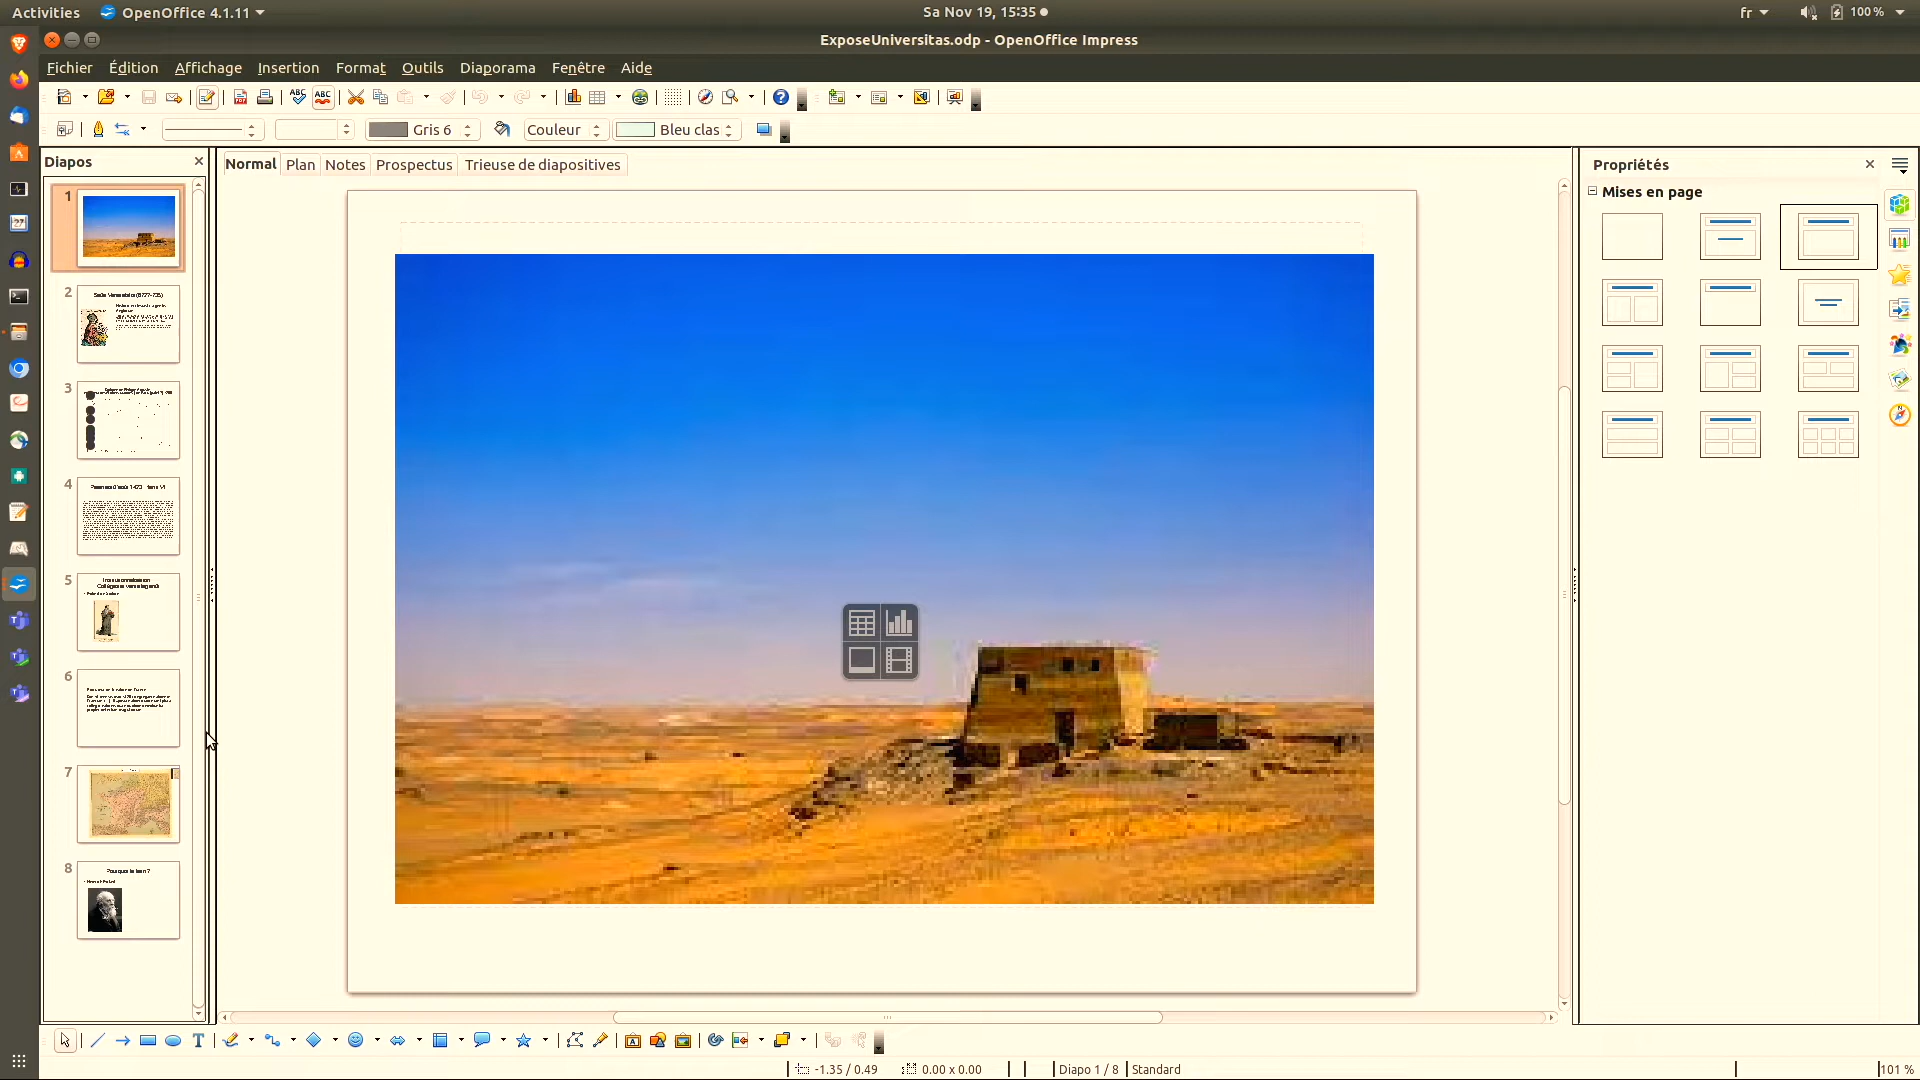 Activities
OpenOffice 4.1.11
Sa Nov 19, 15:35
fr
100 %
ExposeUniversitas.odp - OpenOffice Impress
Fichier Édition Affichage Insertion Format Outils Diaporama Fenêtre Aide
Gris 6
Couleur
Bleu clas
Diapos
Normal Plan Notes Prospectus Trieuse de diapositives
Propriétés
Mises en page
1
2
3
4
5
6
7
8
Pourquoi le lien ?
-1.35 / 0.49
0.00 x 0.00
Diapo 1 / 8
Standard
101 %